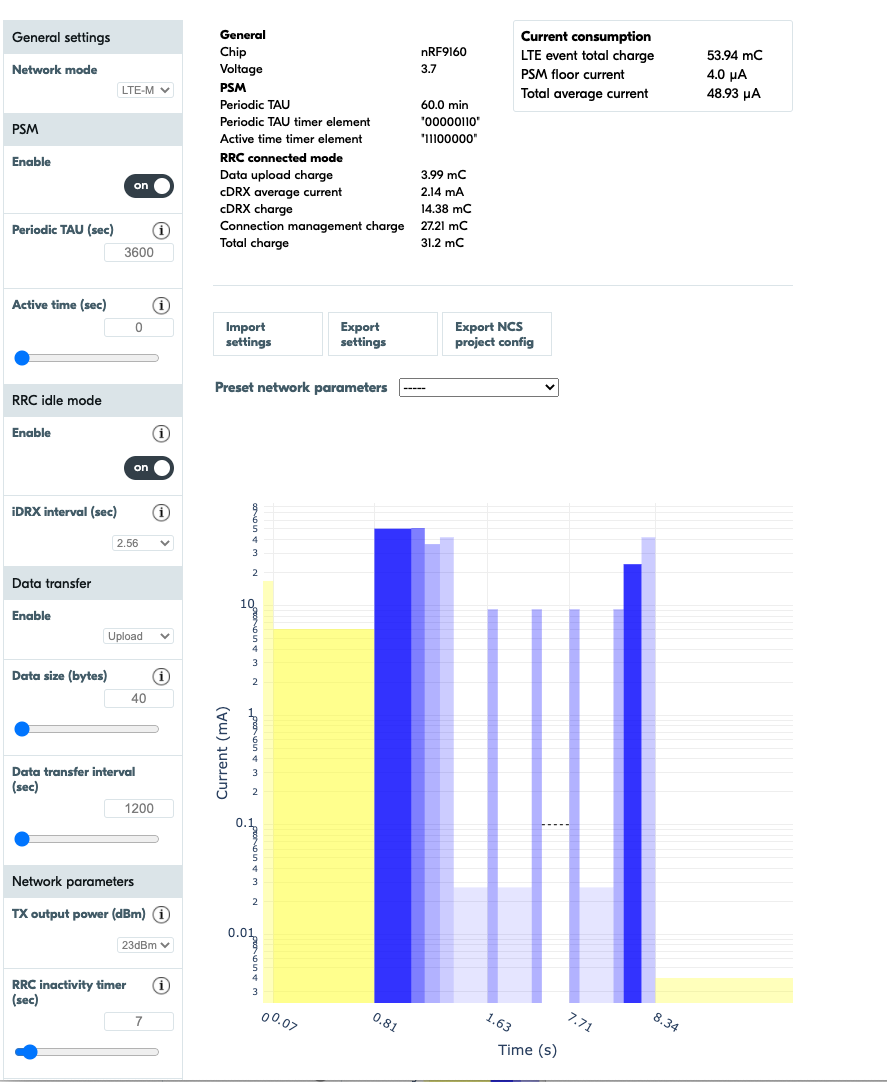 General settings
Network mode
LTE-M
PSM
Enable
on
Periodic TAU (sec)
3600
Active time (sec)
0
RRC idle mode
Enable
on
iDRX interval (sec)
2.56
Data transfer
Enable
Upload
Data size (bytes)
40
Data transfer interval
(sec)
1200
Network parameters
TX output power (dBm)
23dBm
RRC inactivity timer
(sec)
7
General
Chip nRF9160
Voltage 3.7
PSM
Periodic TAU 60.0 min
Periodic TAU timer element "00000110"
Active time timer element "11100000"
RRC connected mode
Data upload charge 3.99 mC
cDRX average current 2.14 mA
cDRX charge 14.38 mC
Connection management charge 27.21 mC
Total charge 31.2 mC
Current consumption
LTE event total charge 53.94 mC
PSM floor current 4.0 μA
Total average current 48.93 μA
Import
settings
Export
settings
Export NCS
project config
Preset network parameters -----
Current (mA)
8
7
6
5
4
3
2
10
9
8
7
6
5
4
3
2
1
9
8
7
6
5
4
3
2
0.1
9
8
7
6
5
4
3
2
0.01
9
8
7
6
5
4
3
0 0.07 0.81 1.63 7.71 8.34
Time (s)